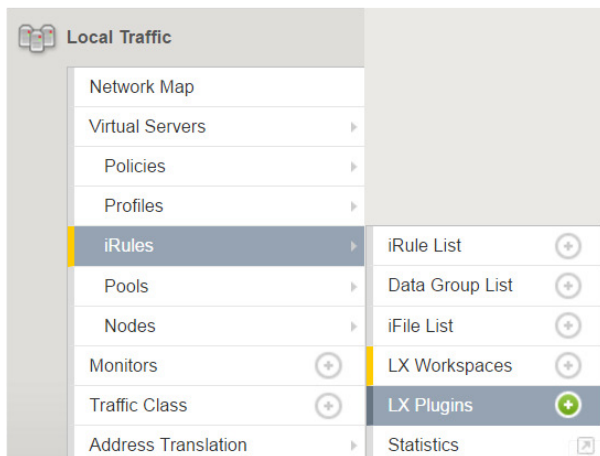 Local Traffic
Network Map
Virtual Servers
Policies
Profiles
iRules
Pools
Nodes
Monitors
Traffic Class
Address Translation
iRule List
Data Group List
iFile List
LX Workspaces
LX Plugins
Statistics